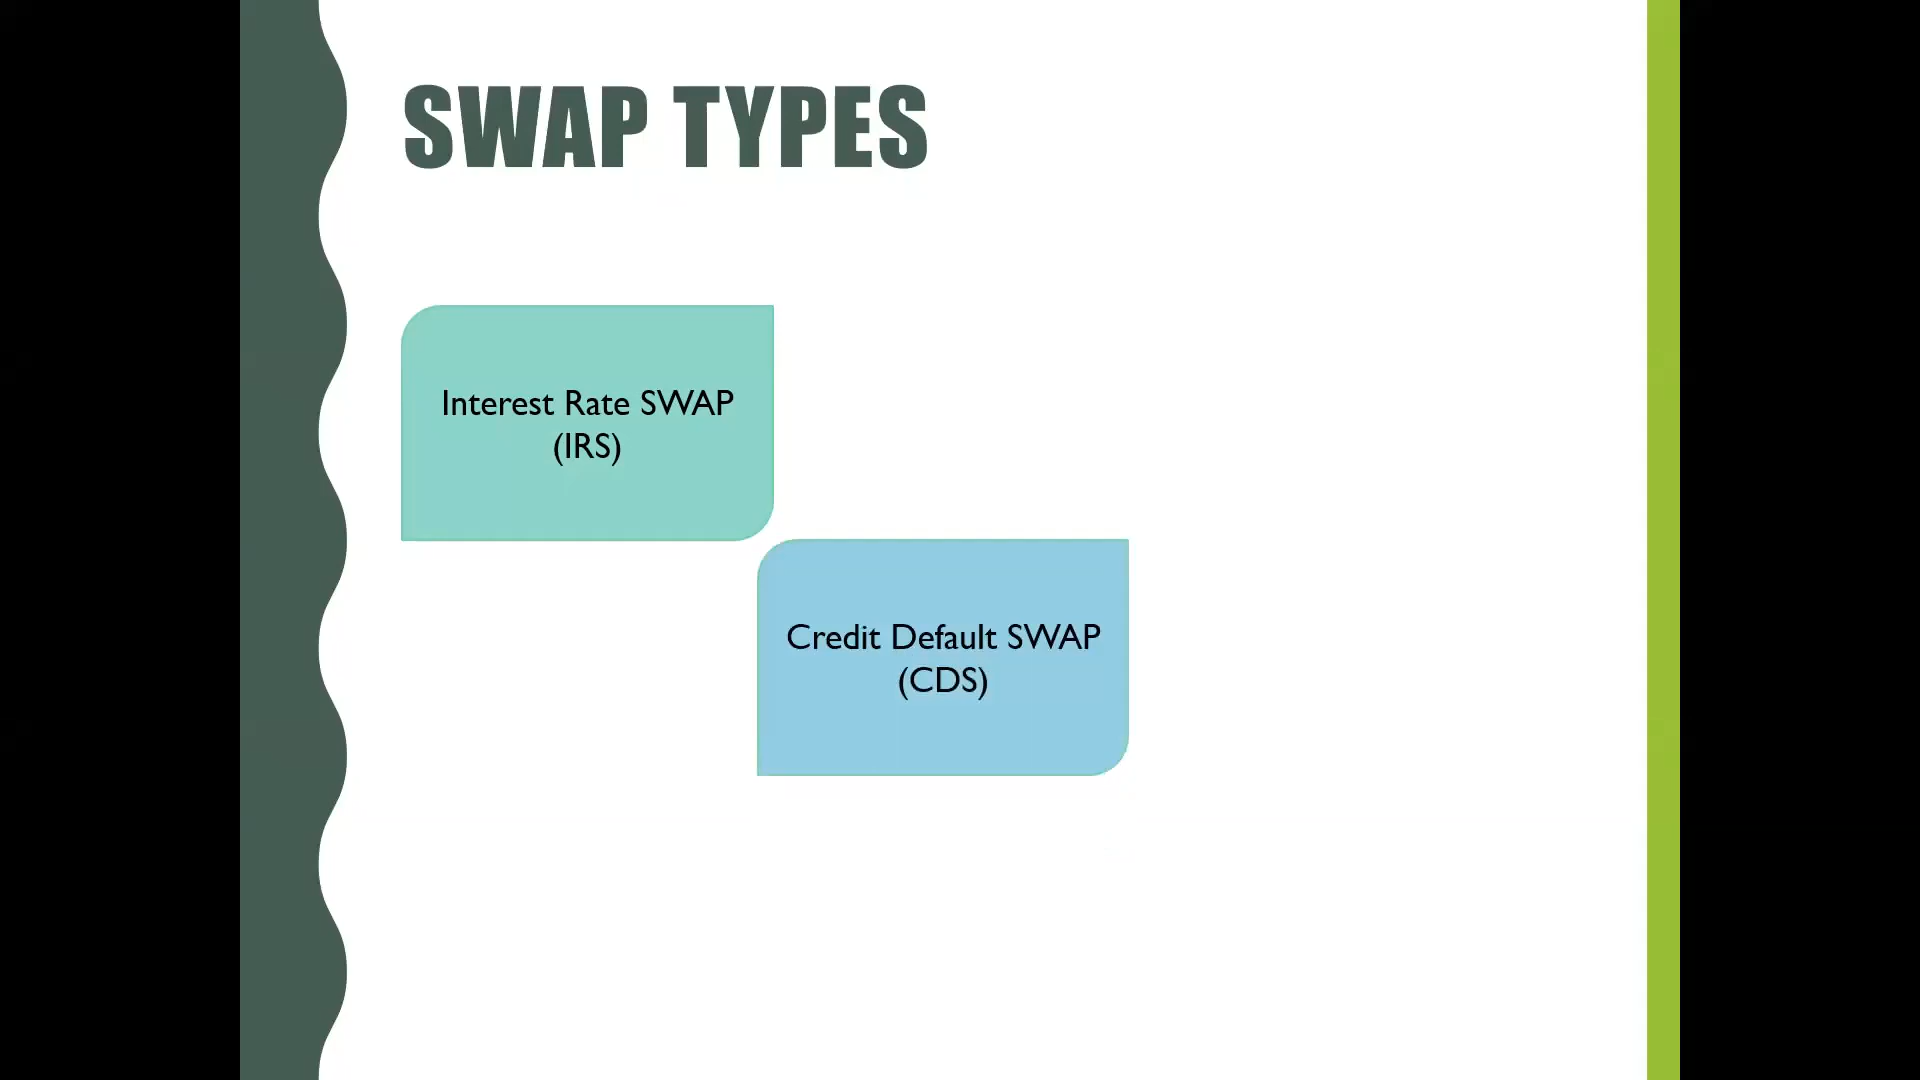 SWAP TYPES
Interest Rate SWAP
(IRS)
Credit Default SWAP
(CDS)